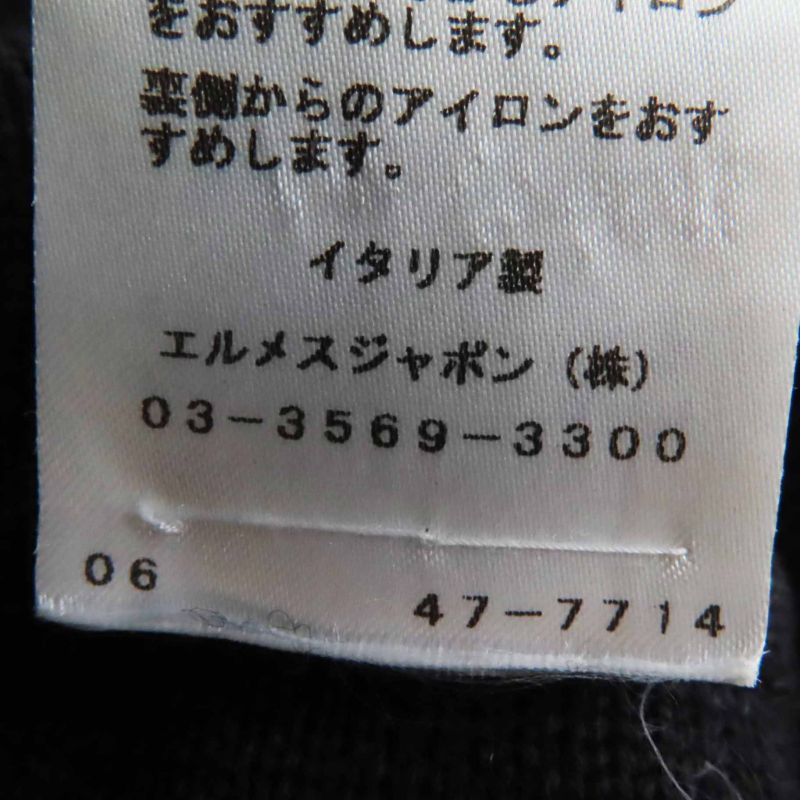 をおすすめします。
裏側からのアイロンをおす
すめします。
イタリア製
エルメスジャポン（株）
03-3569-3300
06
47-7714